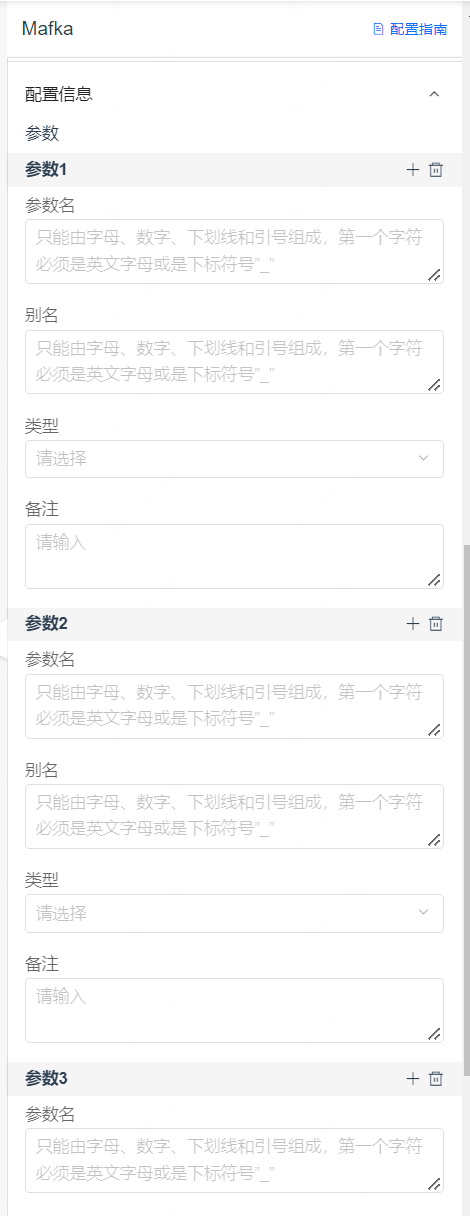 Mafka 配置指南
配置信息
参数
参数1
参数名
只能由字母、数字、下划线和引号组成，第一个字符
必须是英文字母或是下标符号”_”
别名
只能由字母、数字、下划线和引号组成，第一个字符
必须是英文字母或是下标符号”_”
类型
请选择
备注
请输入
参数2
参数名
只能由字母、数字、下划线和引号组成，第一个字符
必须是英文字母或是下标符号”_”
别名
只能由字母、数字、下划线和引号组成，第一个字符
必须是英文字母或是下标符号”_”
类型
请选择
备注
请输入
参数3
参数名
只能由字母、数字、下划线和引号组成，第一个字符
必须是英文字母或是下标符号”_”